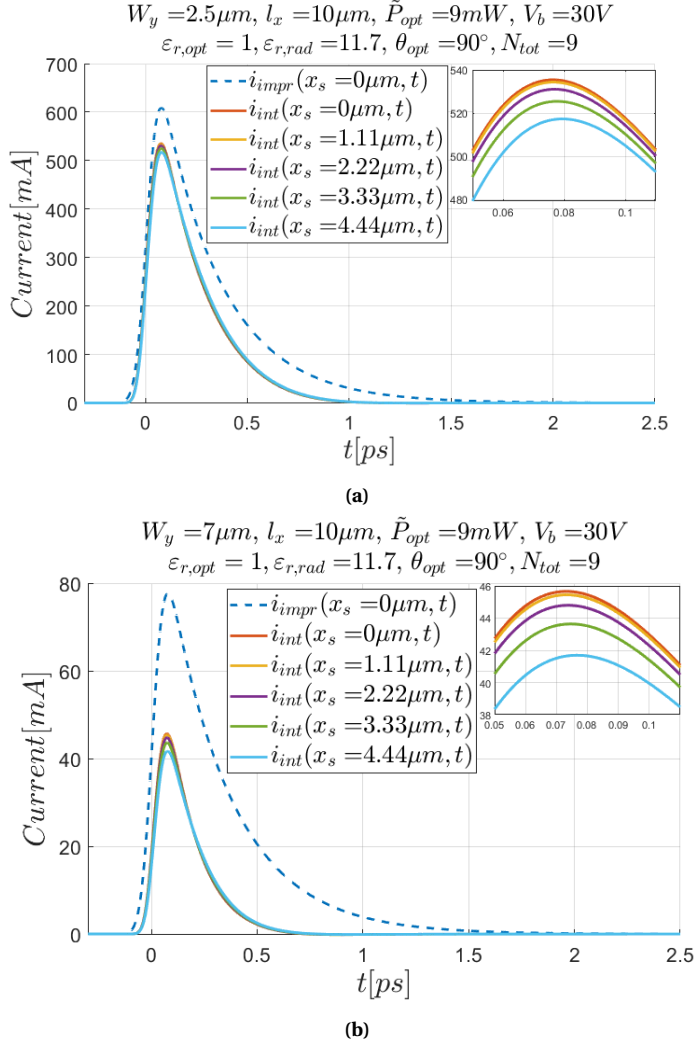 W_y =2.5μm, l_x =10μm, P̃_opt =9mW, V_b =30V
ε_r,opt = 1, ε_r,rad =11.7, θ_opt =90°, N_tot =9
700
600
500
400
300
200
100
0
Current[mA]
i_impr(x_s =0μm, t)
i_int(x_s =0μm, t)
i_int(x_s =1.11μm, t)
i_int(x_s =2.22μm, t)
i_int(x_s =3.33μm, t)
i_int(x_s =4.44μm, t)
540
520
500
480
0.06 0.08 0.1
0 0.5 1 1.5 2 2.5
t[ps]
(a)
W_y =7μm, l_x =10μm, P̃_opt =9mW, V_b =30V
ε_r,opt = 1, ε_r,rad =11.7, θ_opt =90°, N_tot =9
80
60
40
20
0
Current[mA]
i_impr(x_s =0μm, t)
i_int(x_s =0μm, t)
i_int(x_s =1.11μm, t)
i_int(x_s =2.22μm, t)
i_int(x_s =3.33μm, t)
i_int(x_s =4.44μm, t)
46
44
42
40
38
0.05 0.06 0.07 0.08 0.09 0.1
0 0.5 1 1.5 2 2.5
t[ps]
(b)